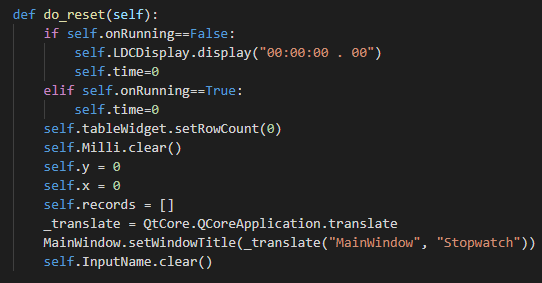 def do_reset(self):
    if self.onRunning==False:
        self.LDCDisplay.display("00:00:00 . 00")
        self.time=0
    elif self.onRunning==True:
        self.time=0
    self.tableWidget.setRowCount(0)
    self.Milli.clear()
    self.y = 0
    self.x = 0
    self.records = []
    _translate = QtCore.QCoreApplication.translate
    MainWindow.setWindowTitle(_translate("MainWindow", "Stopwatch"))
    self.InputName.clear()